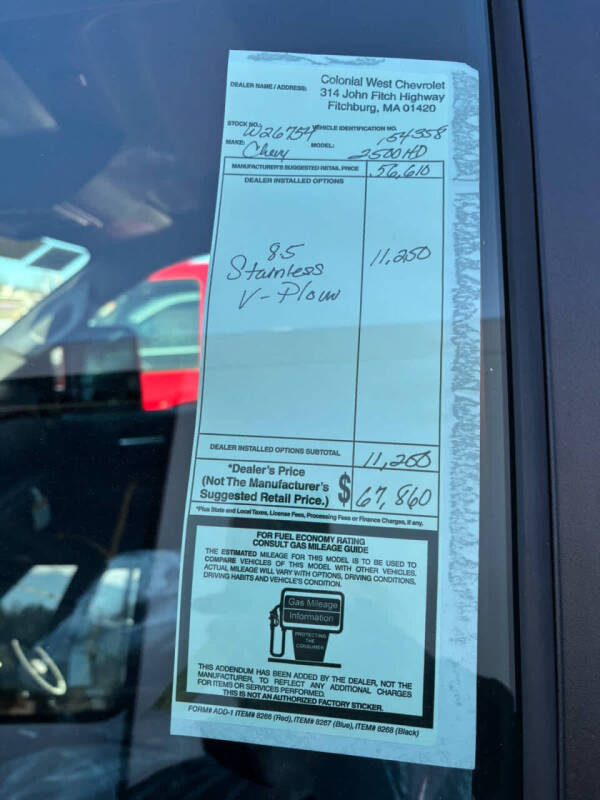 DEALER NAME / ADDRESS: Colonial West Chevrolet
314 John Fitch Highway
Fitchburg, MA 01420
STOCK NO.: W26754 VEHICLE IDENTIFICATION NO. 154358
MAKE: Chevy MODEL: 2500 HD
MANUFACTURER'S SUGGESTED RETAIL PRICE 56,610
DEALER INSTALLED OPTIONS
8.5 11,250
Stainless
V-Plow
DEALER INSTALLED OPTIONS SUBTOTAL 11,250
*Dealer's Price
(Not The Manufacturer's
Suggested Retail Price.) $ 67,860
*Plus State and Local Taxes, License Fees, Processing Fees or Finance Charges, if any.
FOR FUEL ECONOMY RATING
CONSULT GAS MILEAGE GUIDE
THE ESTIMATED MILEAGE FOR THIS MODEL IS TO BE USED TO
COMPARE VEHICLES OF THIS MODEL WITH OTHER VEHICLES.
ACTUAL MILEAGE WILL VARY WITH OPTIONS, DRIVING CONDITIONS,
DRIVING HABITS AND VEHICLE'S CONDITION.
Gas Mileage
Information
PROTECTING
THE
CONSUMER
THIS ADDENDUM HAS BEEN ADDED BY THE DEALER, NOT THE
MANUFACTURER, TO REFLECT ANY ADDITIONAL CHARGES
FOR ITEMS OR SERVICES PERFORMED.
THIS IS NOT AN AUTHORIZED FACTORY STICKER.
FORM# ADD-1 ITEM# 8266 (Red), ITEM# 8267 (Blue), ITEM# 8268 (Black)